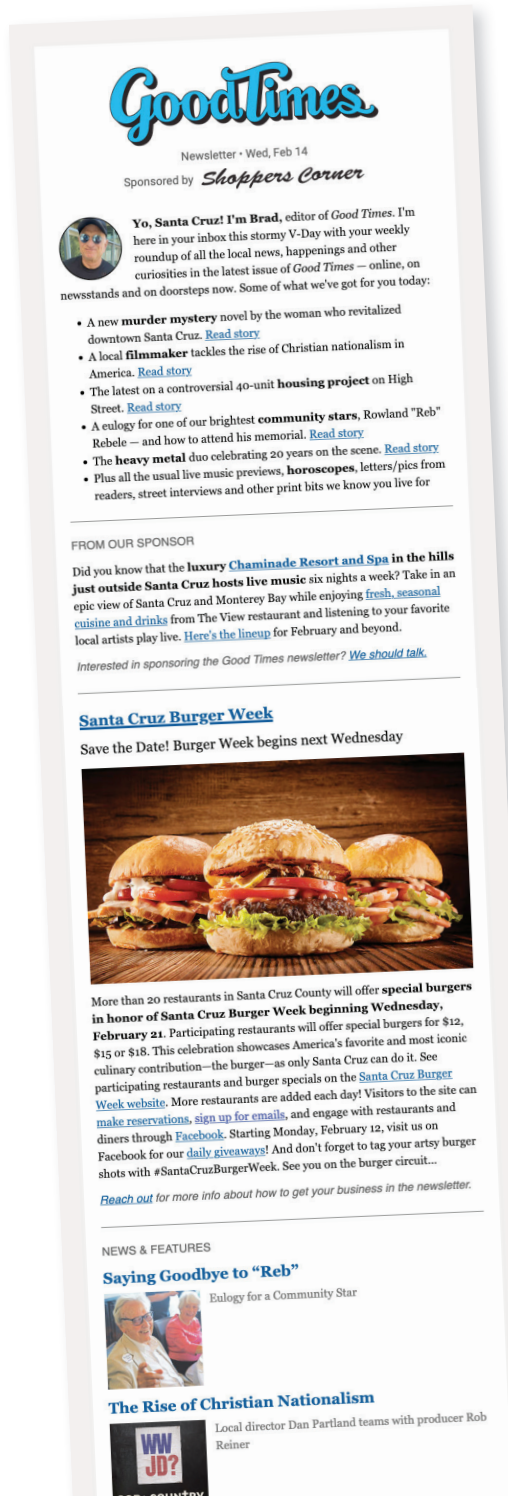 GoodTimes
Newsletter • Wed, Feb 14
Sponsored by Shoppers Corner
Yo, Santa Cruz! I'm Brad, editor of Good Times. I'm
here in your inbox this stormy V-Day with your weekly
roundup of all the local news, happenings and other
curiosities in the latest issue of Good Times — online, on
newsstands and on doorsteps now. Some of what we've got for you today:
• A new murder mystery novel by the woman who revitalized
downtown Santa Cruz. Read story
• A local filmmaker tackles the rise of Christian nationalism in
America. Read story
• The latest on a controversial 40-unit housing project on High
Street. Read story
• A eulogy for one of our brightest community stars, Rowland "Reb"
Rebele — and how to attend his memorial. Read story
• The heavy metal duo celebrating 20 years on the scene. Read story
• Plus all the usual live music previews, horoscopes, letters/pics from
readers, street interviews and other print bits we know you live for
FROM OUR SPONSOR
Did you know that the luxury Chaminade Resort and Spa in the hills
just outside Santa Cruz hosts live music six nights a week? Take in an
epic view of Santa Cruz and Monterey Bay while enjoying fresh, seasonal
cuisine and drinks from The View restaurant and listening to your favorite
local artists play live. Here's the lineup for February and beyond.
Interested in sponsoring the Good Times newsletter? We should talk.
Santa Cruz Burger Week
Save the Date! Burger Week begins next Wednesday
More than 20 restaurants in Santa Cruz County will offer special burgers
in honor of Santa Cruz Burger Week beginning Wednesday,
February 21. Participating restaurants will offer special burgers for $12,
$15 or $18. This celebration showcases America's favorite and most iconic
culinary contribution—the burger—as only Santa Cruz can do it. See
participating restaurants and burger specials on the Santa Cruz Burger
Week website. More restaurants are added each day! Visitors to the site can
make reservations, sign up for emails, and engage with restaurants and
diners through Facebook. Starting Monday, February 12, visit us on
Facebook for our daily giveaways! And don't forget to tag your artsy burger
shots with #SantaCruzBurgerWeek. See you on the burger circuit...
Reach out for more info about how to get your business in the newsletter.
NEWS & FEATURES
Saying Goodbye to “Reb”
Eulogy for a Community Star
The Rise of Christian Nationalism
Local director Dan Partland teams with producer Rob
Reiner
WW
JD?
COUNTRY